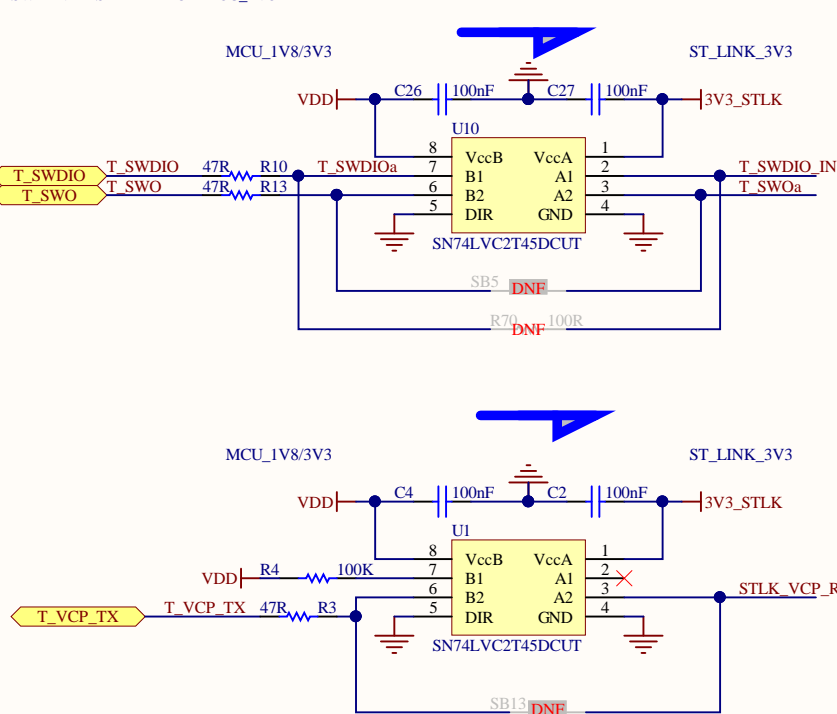 MCU_1V8/3V3 ST_LINK_3V3
VDD C26 100nF C27 100nF 3V3_STLK
U10
8 VccB VccA 1
T_SWDIO T_SWDIO 47R R10 T_SWDIOa 7 B1 A1 2 T_SWDIO_IN
T_SWO T_SWO 47R R13 6 B2 A2 3 T_SWOa
5 DIR GND 4
SN74LVC2T45DCUT
SB5 DNF
R70 DNF 100R
MCU_1V8/3V3 ST_LINK_3V3
VDD C4 100nF C2 100nF 3V3_STLK
U1
8 VccB VccA 1
VDD R4 100K 7 B1 A1 2
6 B2 A2 3 STLK_VCP_R
T_VCP_TX T_VCP_TX 47R R3 5 DIR GND 4
SN74LVC2T45DCUT
SB13 DNF